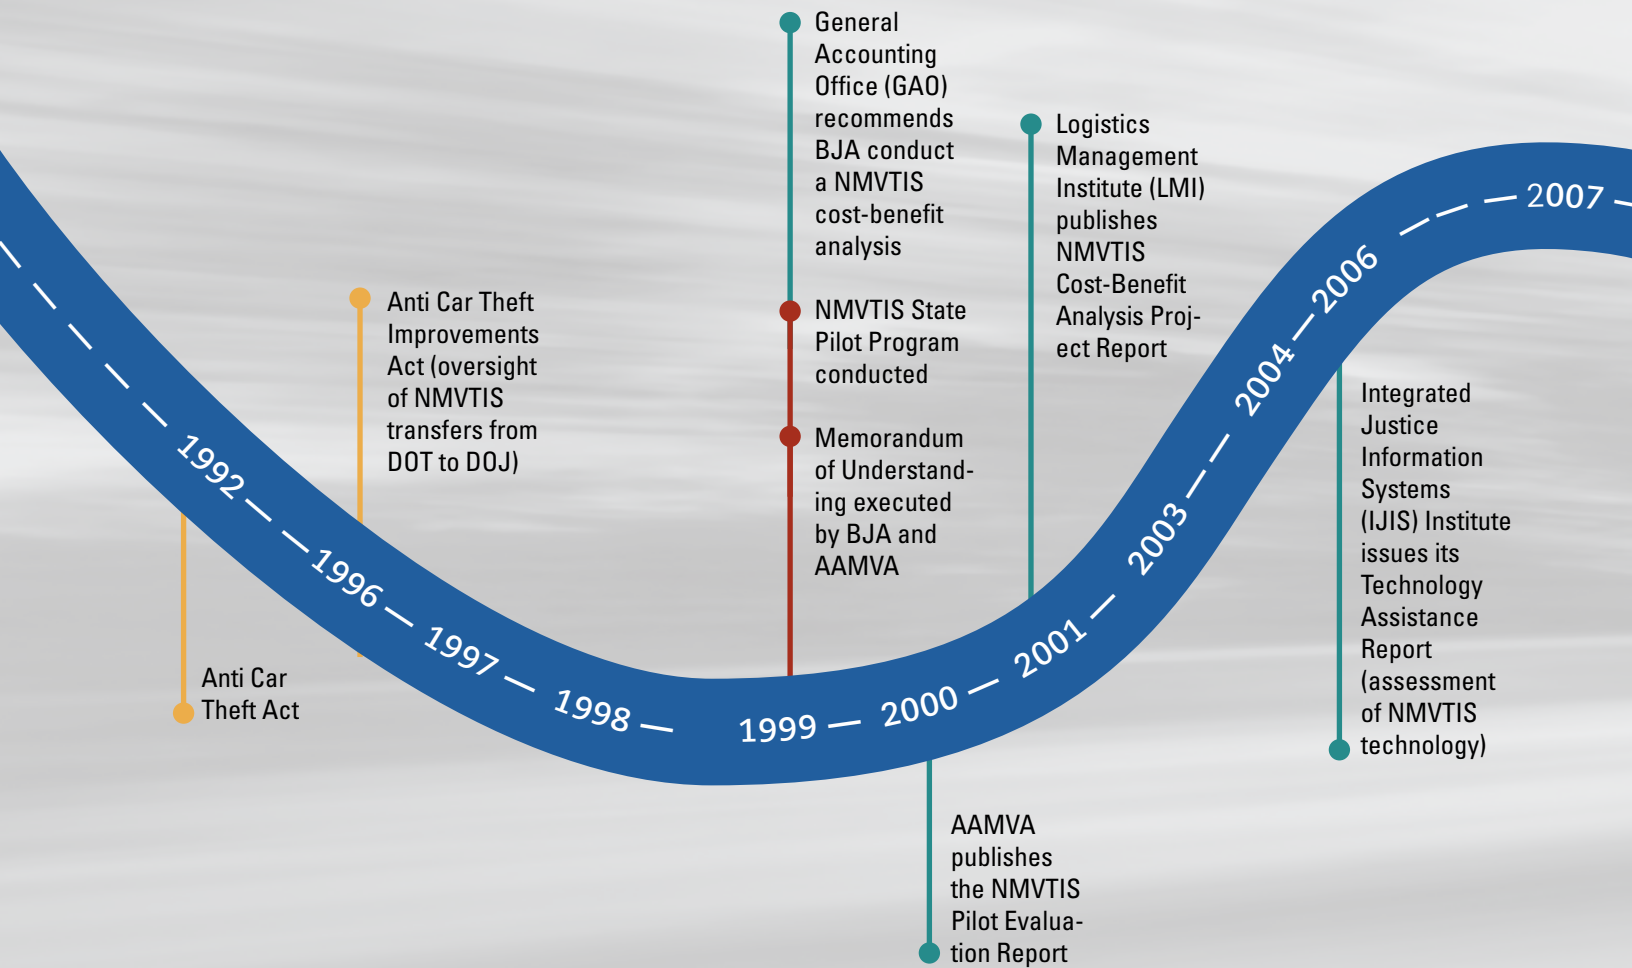 General
Accounting
Office (GAO)
recommends
BJA conduct
a NMVTIS
cost-benefit
analysis
NMVTIS State
Pilot Program
conducted
Memorandum
of Understand-
ing executed
by BJA and
AAMVA
Logistics
Management
Institute (LMI)
publishes
NMVTIS
Cost-Benefit
Analysis Proj-
ect Report
Anti Car Theft
Improvements
Act (oversight
of NMVTIS
transfers from
DOT to DOJ)
1992
1996
1997
1998
1999
2000
2001
2003
2004
2006
2007
Anti Car
Theft Act
Integrated
Justice
Information
Systems
(IJIS) Institute
issues its
Technology
Assistance
Report
(assessment
of NMVTIS
technology)
AAMVA
publishes
the NMVTIS
Pilot Evalua-
tion Report